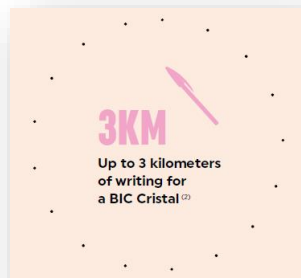 3KM
Up to 3 kilometers
of writing for
a BIC Cristal (2)